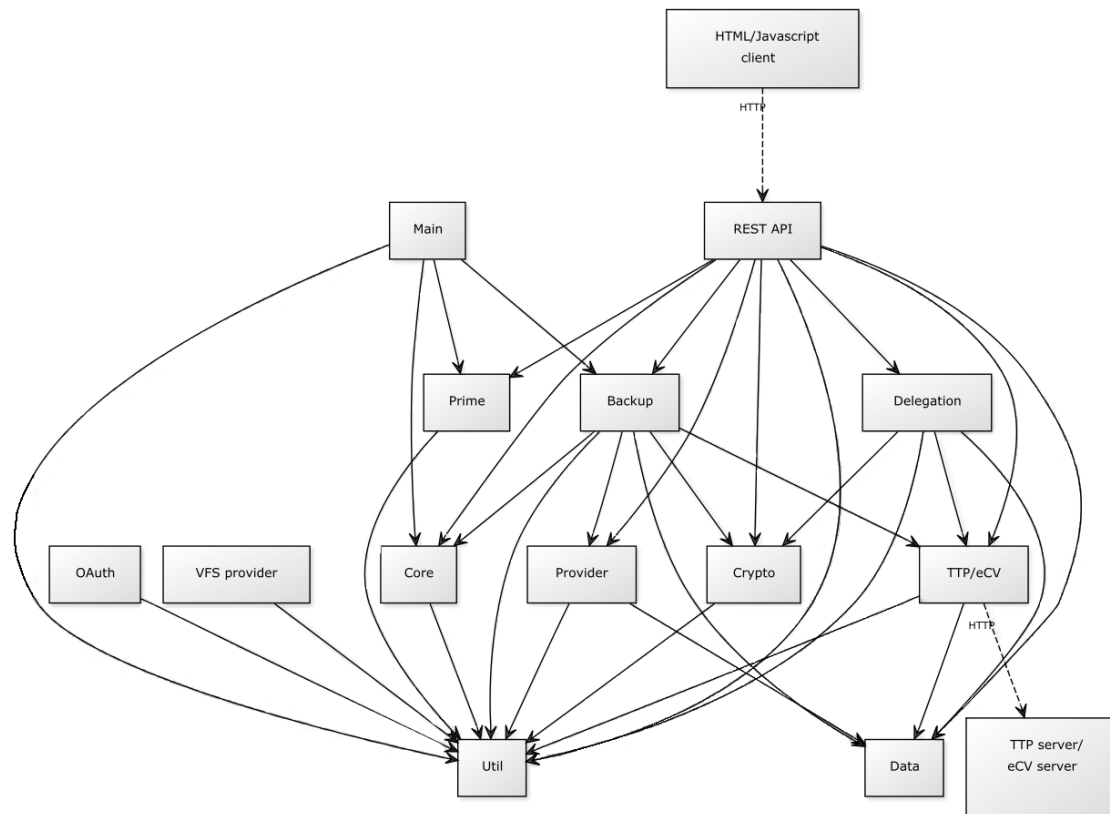 HTML/Javascript
client
HTTP
Main
REST API
Prime
Backup
Delegation
OAuth
VFS provider
Core
Provider
Crypto
TTP/eCV
HTTP
Util
Data
TTP server/
eCV server